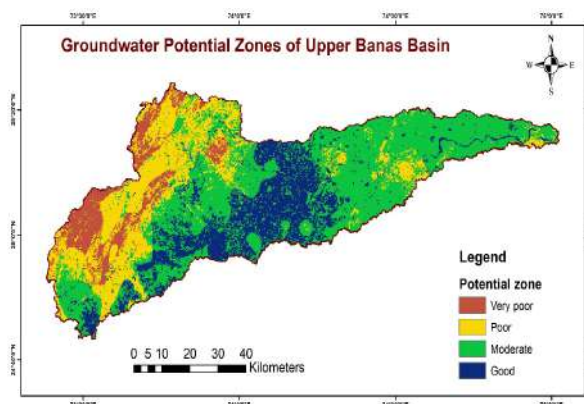 Groundwater Potential Zones of Upper Banas Basin
N
W E
S
Legend
Potential zone
Very poor
Poor
Moderate
Good
0 5 10 20 30 40
Kilometers